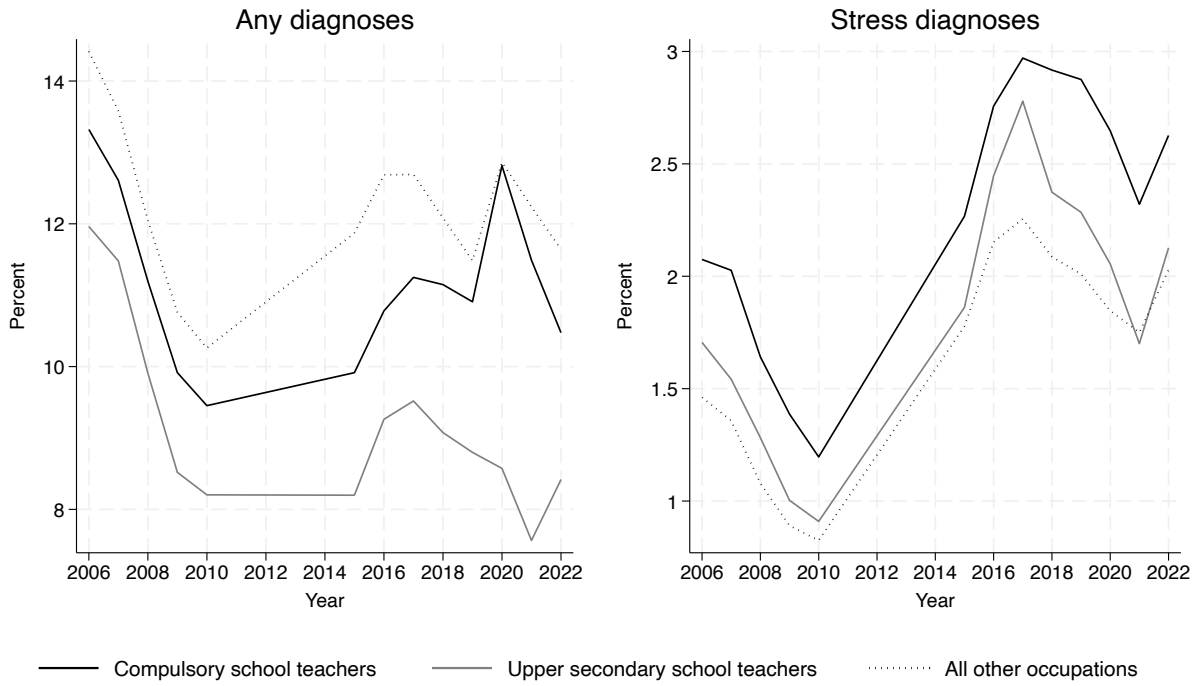 Any diagnoses
Percent
14
12
10
8
2006 2008 2010 2012 2014 2016 2018 2020 2022
Year
Stress diagnoses
Percent
3
2.5
2
1.5
1
2006 2008 2010 2012 2014 2016 2018 2020 2022
Year
Compulsory school teachers Upper secondary school teachers All other occupations